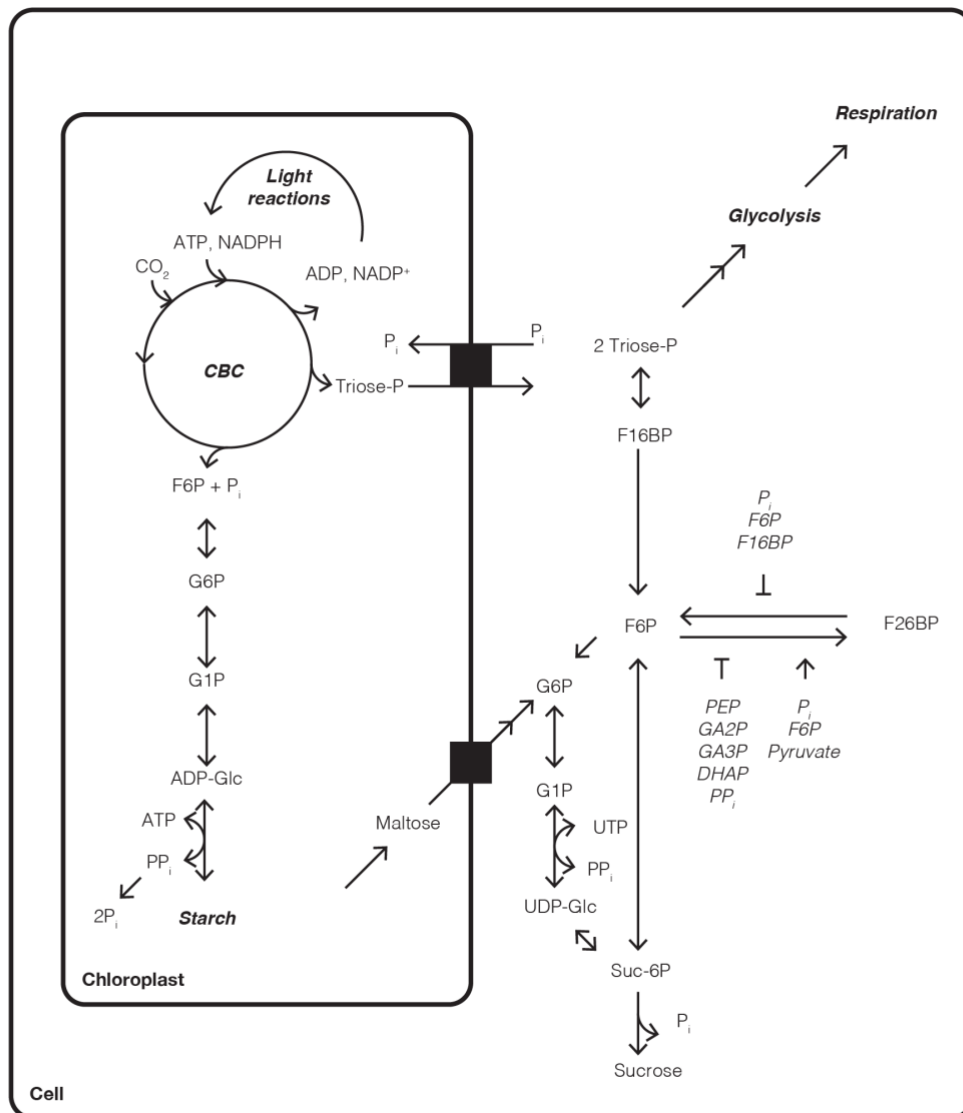 Respiration
Light
reactions
Glycolysis
ATP, NADPH
CO₂
ADP, NADP⁺
Pᵢ
Pᵢ
2 Triose-P
CBC
Triose-P
F16BP
F6P + Pᵢ
Pᵢ
F6P
F16BP
G6P
F6P
F26BP
G1P
G6P
PEP
GA2P
GA3P
DHAP
PPᵢ
Pᵢ
F6P
Pyruvate
ADP-Glc
G1P
ATP
Maltose
UTP
PPᵢ
PPᵢ
2Pᵢ
Starch
UDP-Glc
Suc-6P
Chloroplast
Pᵢ
Sucrose
Cell